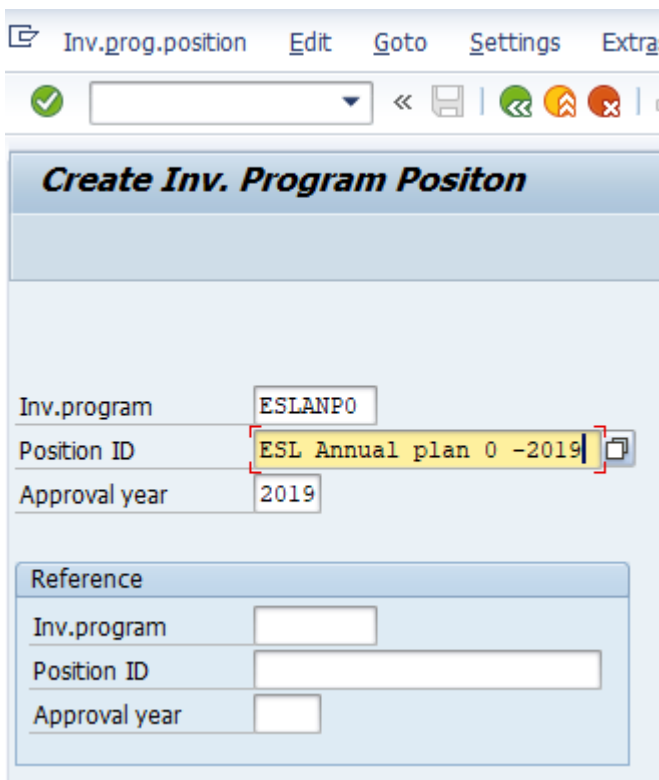 Inv.prog.position Edit Goto Settings Extra
Create Inv. Program Positon
Inv.program ESLANP0
Position ID ESL Annual plan 0 -2019
Approval year 2019
Reference
Inv.program
Position ID
Approval year